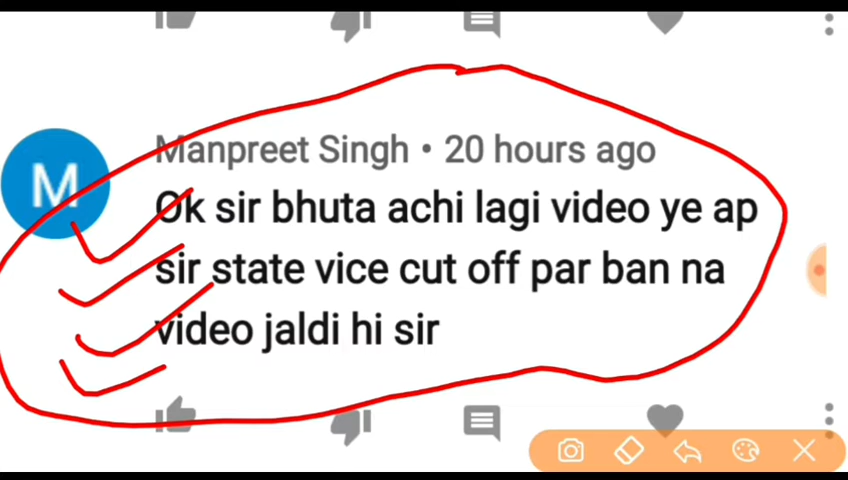 M
Manpreet Singh • 20 hours ago
Ok sir bhuta achi lagi video ye ap
sir state vice cut off par ban na
video jaldi hi sir